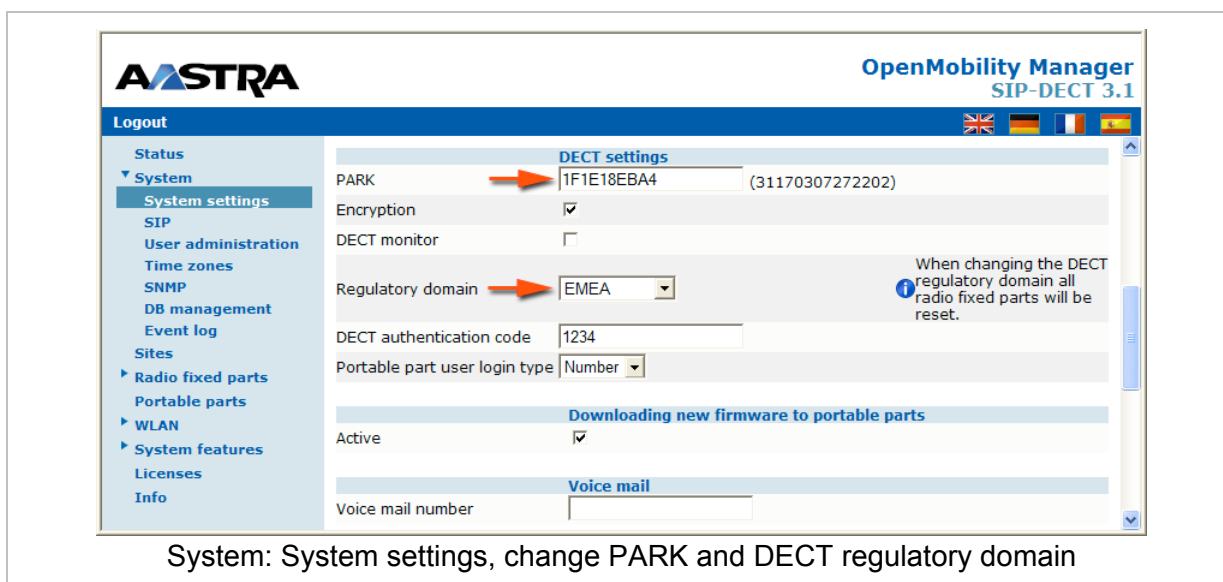 AASTRA
OpenMobility Manager
SIP-DECT 3.1
Logout
Status
System
System settings
SIP
User administration
Time zones
SNMP
DB management
Event log
Sites
Radio fixed parts
Portable parts
WLAN
System features
Licenses
Info
DECT settings
PARK 1F1E18EBA4 (31170307272202)
Encryption
DECT monitor
Regulatory domain EMEA
When changing the DECT
regulatory domain all
radio fixed parts will be
reset.
DECT authentication code 1234
Portable part user login type Number
Downloading new firmware to portable parts
Active
Voice mail
Voice mail number
System: System settings, change PARK and DECT regulatory domain